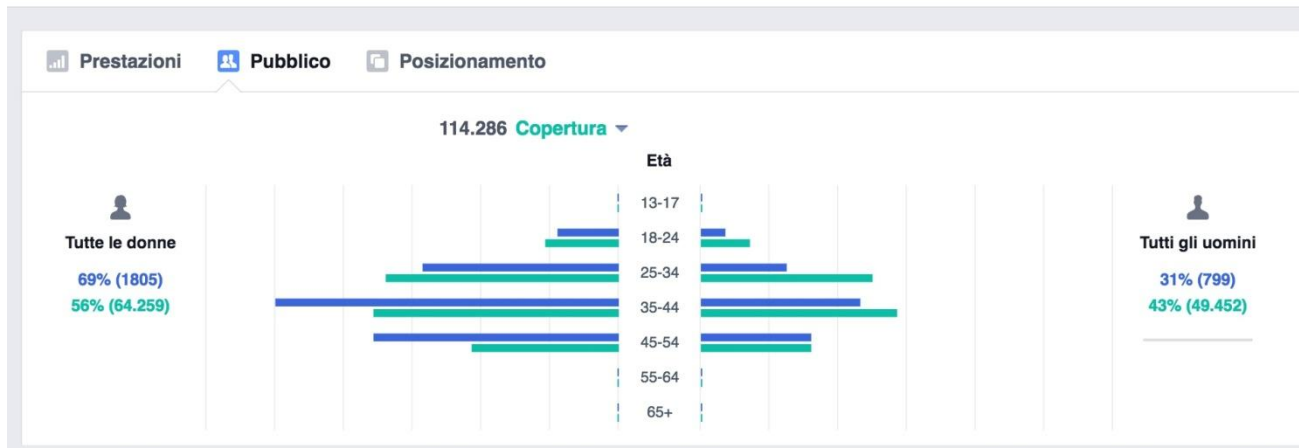 Prestazioni Pubblico Posizionamento
114.286 Copertura
Età
Tutte le donne
69% (1805)
56% (64.259)
13-17
18-24
25-34
35-44
45-54
55-64
65+
Tutti gli uomini
31% (799)
43% (49.452)